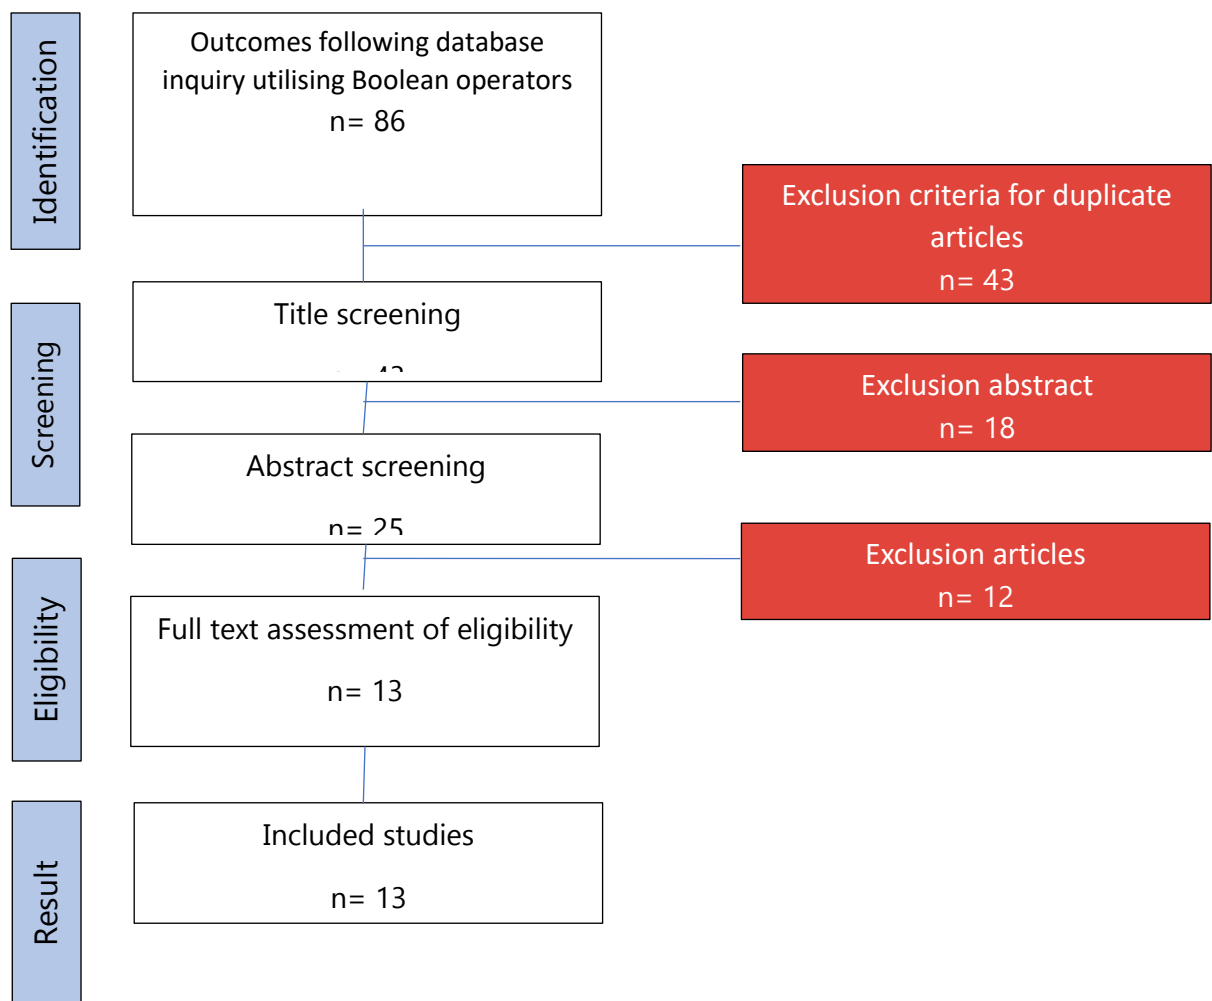 Identification
Outcomes following database
inquiry utilising Boolean operators
n= 86
Exclusion criteria for duplicate
articles
n= 43
Screening
Title screening
Exclusion abstract
n= 18
Abstract screening
n= 25
Exclusion articles
n= 12
Eligibility
Full text assessment of eligibility
n= 13
Result
Included studies
n= 13